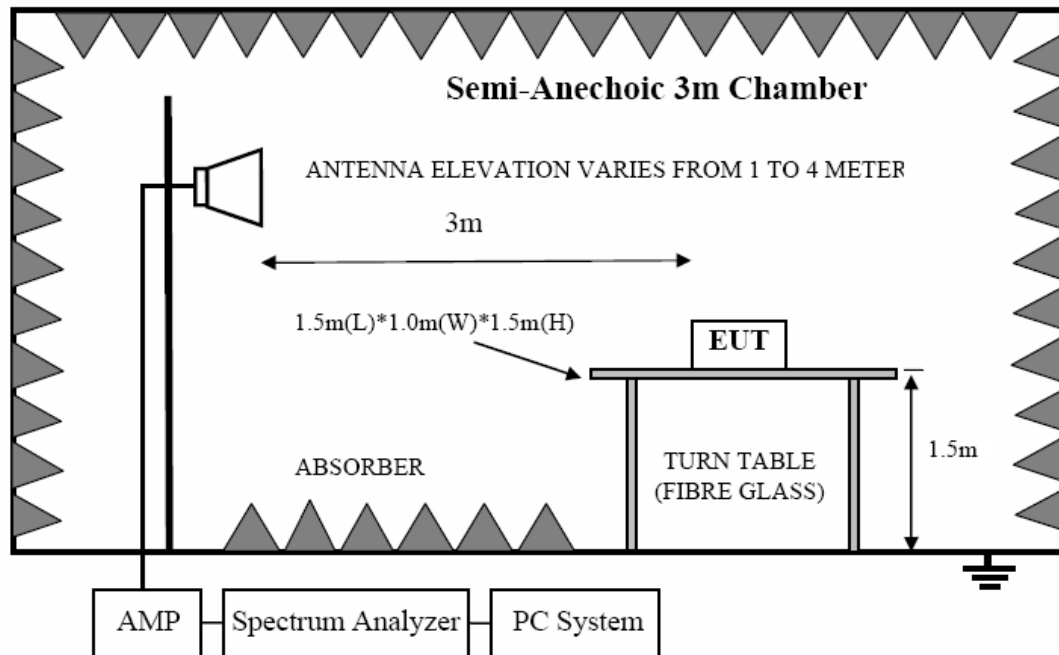 Semi-Anechoic 3m Chamber
ANTENNA ELEVATION VARIES FROM 1 TO 4 METER
3m
1.5m(L)*1.0m(W)*1.5m(H)
EUT
1.5m
ABSORBER
TURN TABLE
(FIBRE GLASS)
AMP
Spectrum Analyzer
PC System